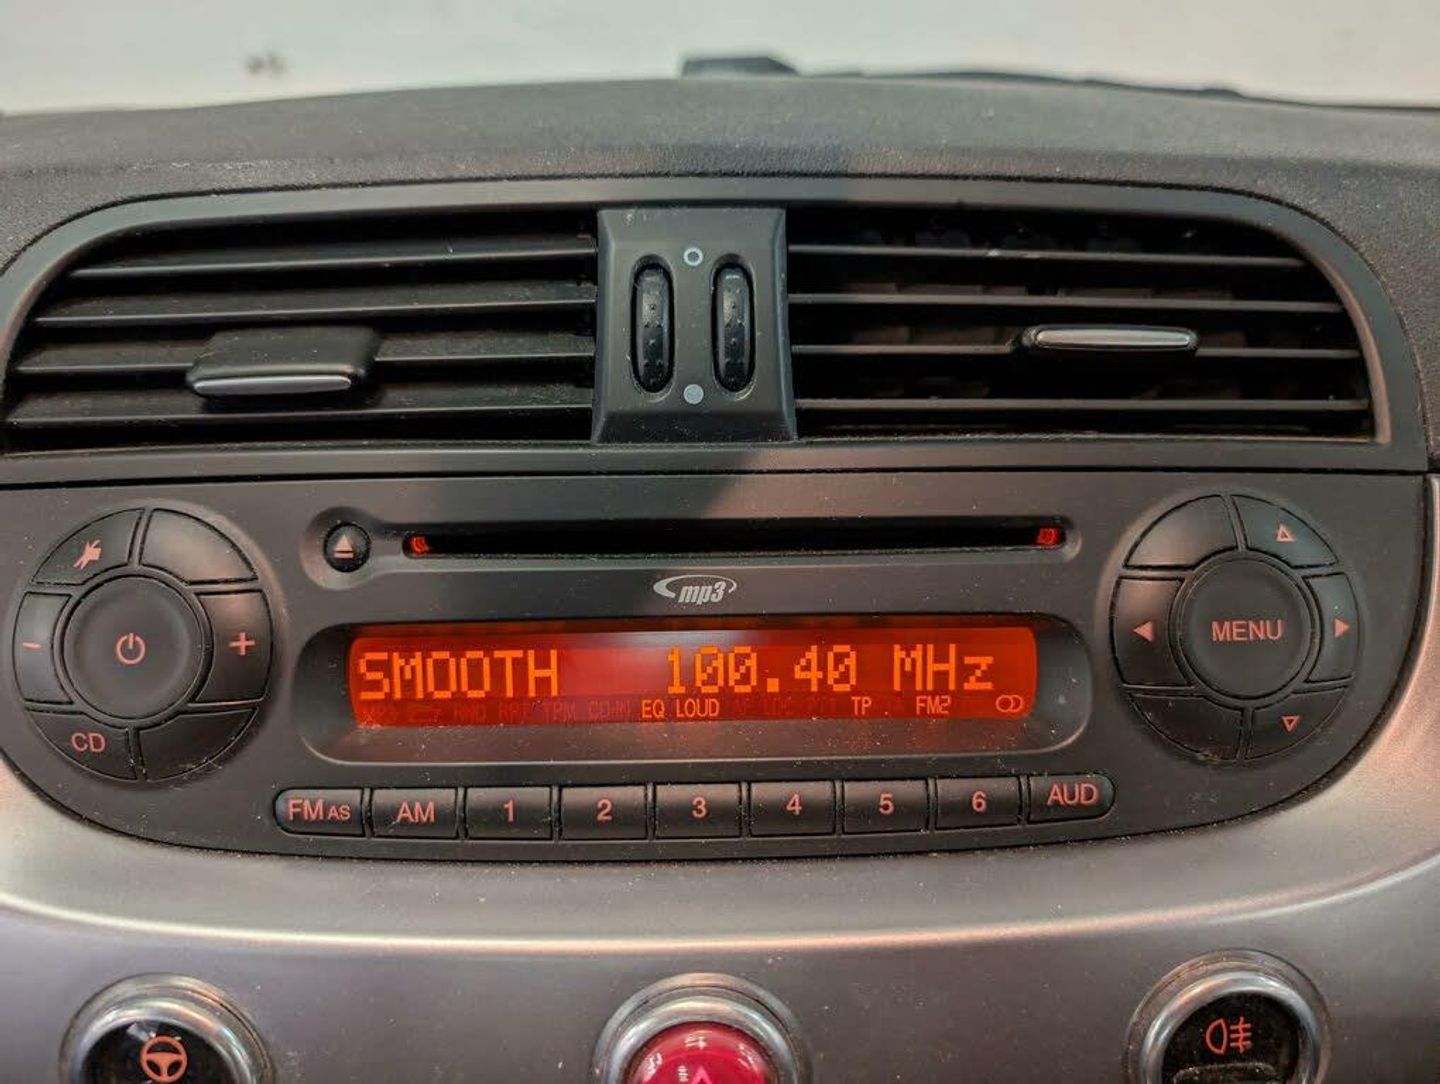 mp3
SMOOTH 100.40 MHz
EQ LOUD TP FM2
MENU
CD
FM AS AM 1 2 3 4 5 6 AUD